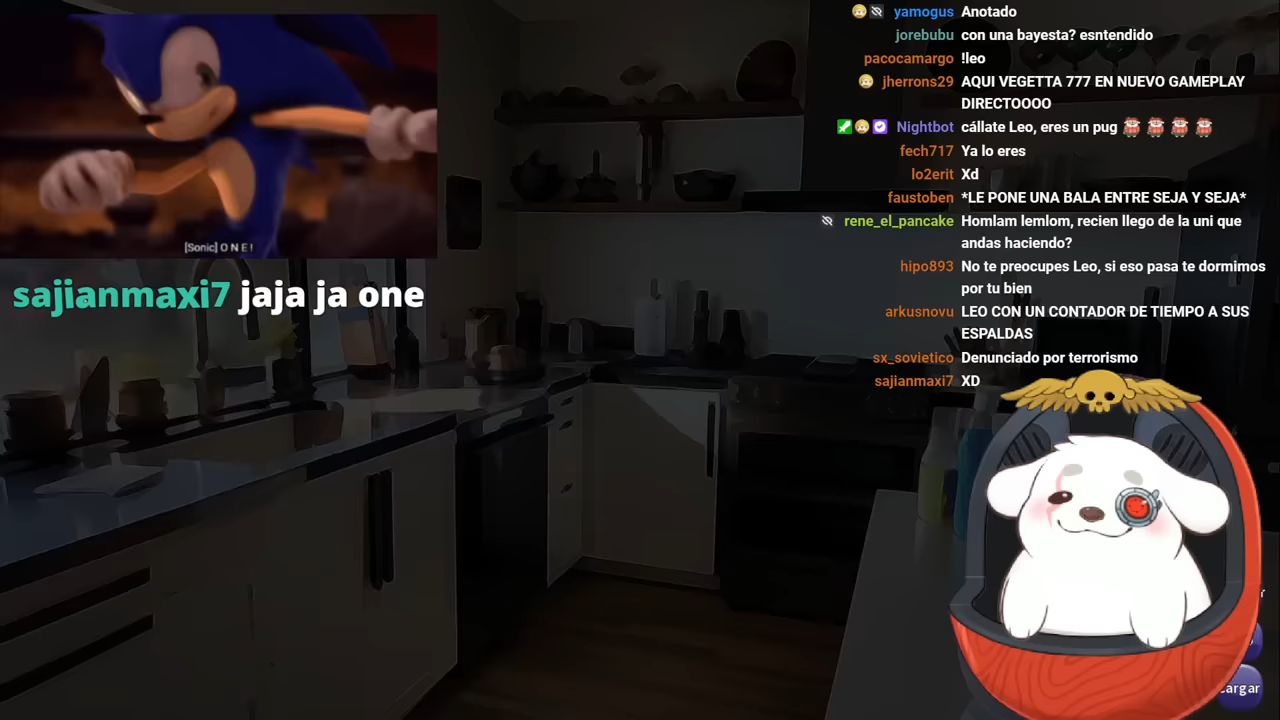 [Sonic] O N E !
sajianmaxi7 jaja ja one
yamogus Anotado
jorebubu con una bayesta? esntendido
pacocamargo !leo
jherrons29 AQUI VEGETTA 777 EN NUEVO GAMEPLAY
DIRECTOOOO
Nightbot cállate Leo, eres un pug
fech717 Ya lo eres
lo2erit Xd
faustoben *LE PONE UNA BALA ENTRE SEJA Y SEJA*
rene_el_pancake Homlam lemlom, recien llego de la uni que
andas haciendo?
hipo893 No te preocupes Leo, si eso pasa te dormimos
por tu bien
arkusnovu LEO CON UN CONTADOR DE TIEMPO A SUS
ESPALDAS
sx_sovietico Denunciado por terrorismo
sajianmaxi7 XD